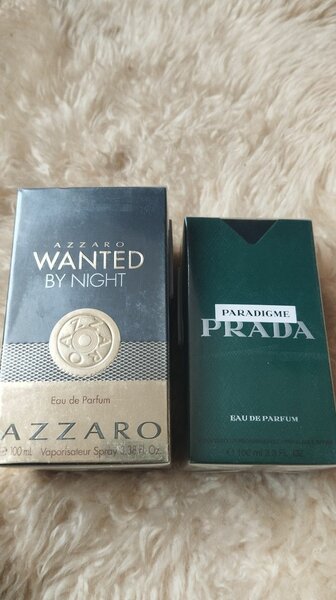 AZZARO
WANTED
BY NIGHT
Eau de Parfum
AZZARO
e 100 ml Vaporisateur Spray 3.38 Fl. Oz.
PARADIGME
PRADA
EAU DE PARFUM
e 100 ml 3.3 FL. OZ.